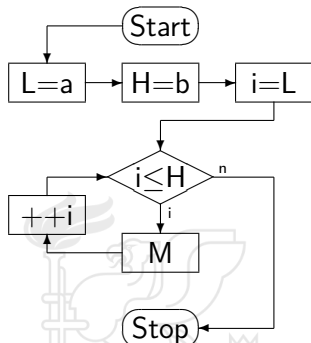 Start
L=a H=b i=L
i≤H n
i
++i
M
Stop